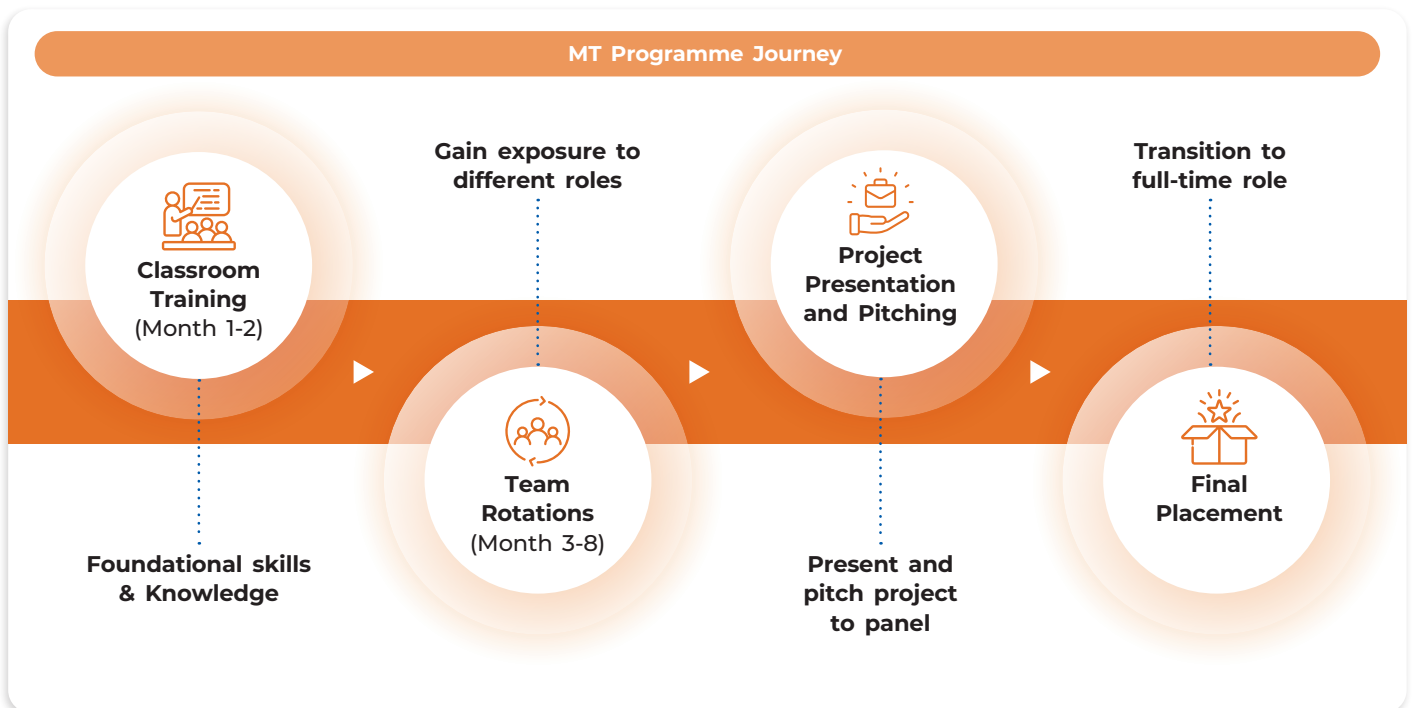 MT Programme Journey
Classroom
Training
(Month 1-2)
Foundational skills
& Knowledge
Gain exposure to
different roles
Team
Rotations
(Month 3-8)
Project
Presentation
and Pitching
Present and
pitch project
to panel
Transition to
full-time role
Final
Placement